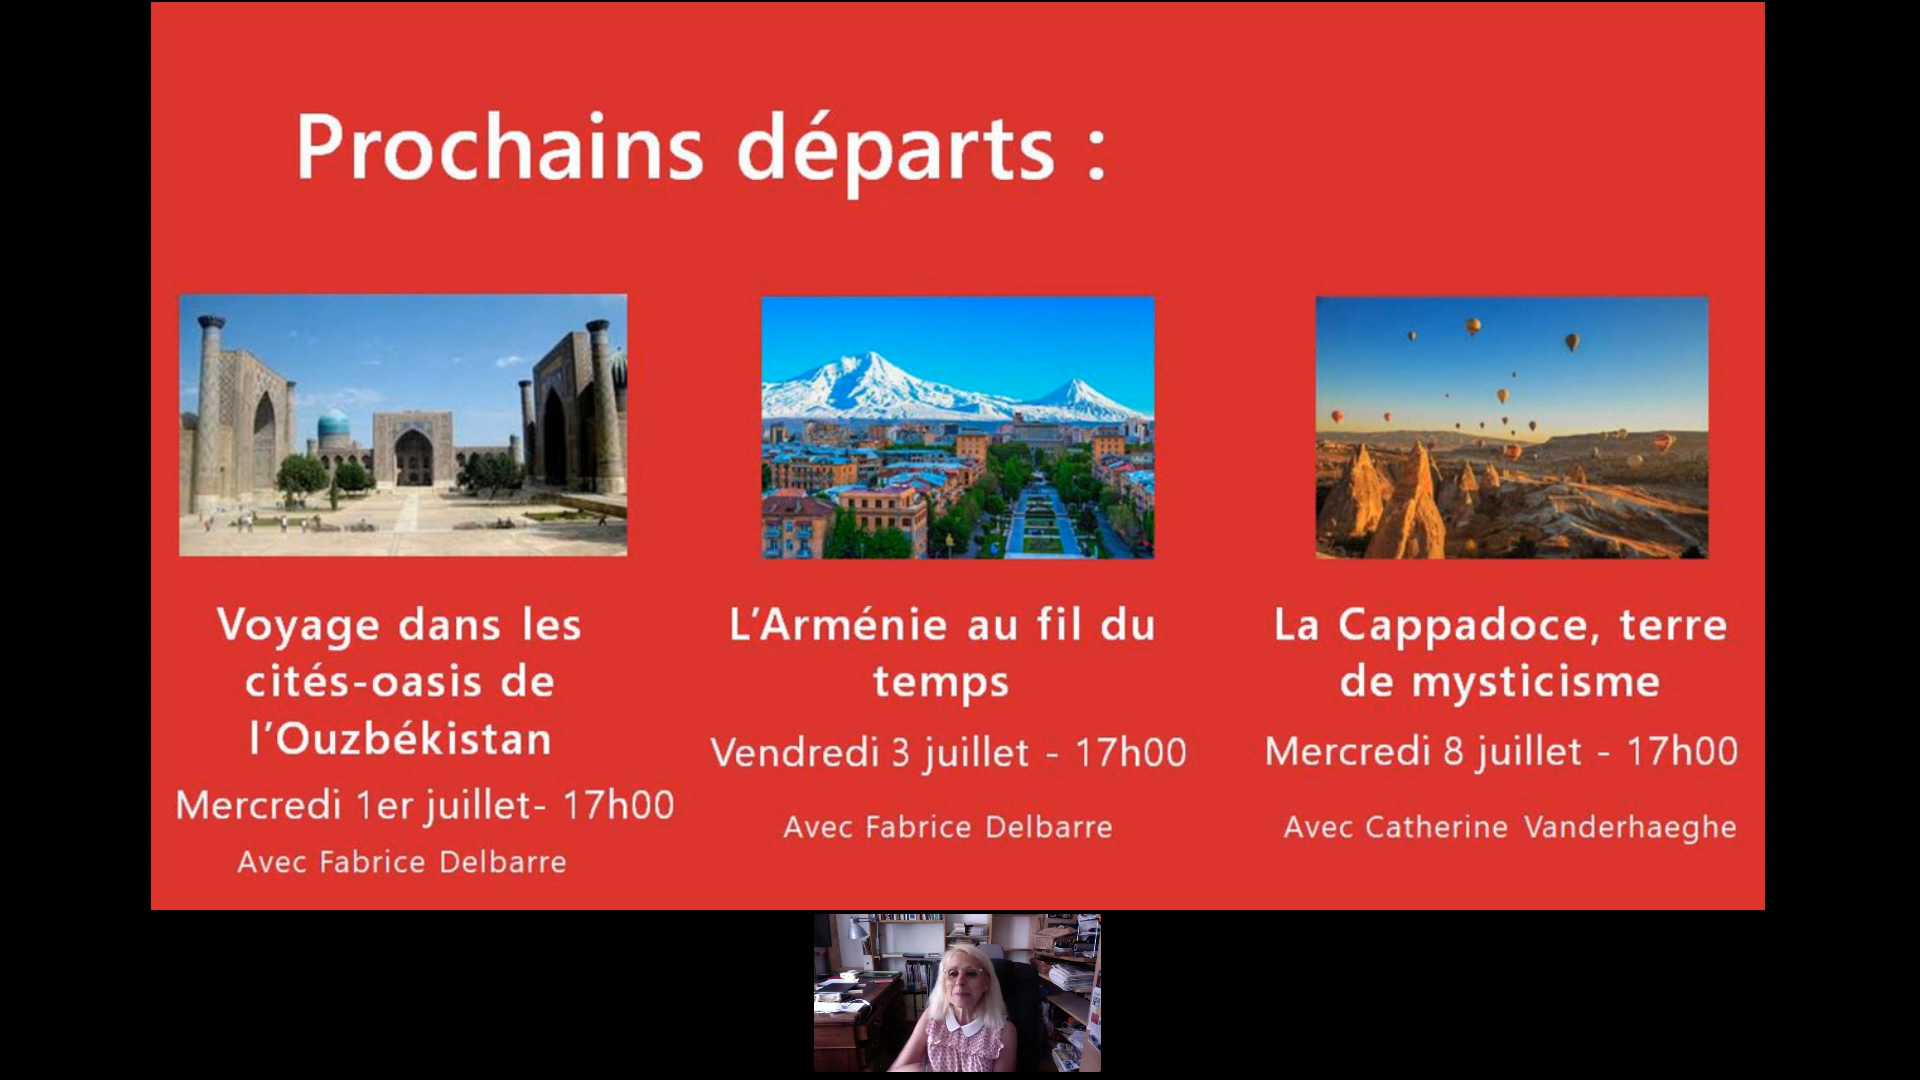 Prochains départs :
Voyage dans les
cités-oasis de
l'Ouzbékistan
Mercredi 1er juillet- 17h00
Avec Fabrice Delbarre
L'Arménie au fil du
temps
Vendredi 3 juillet - 17h00
Avec Fabrice Delbarre
La Cappadoce, terre
de mysticisme
Mercredi 8 juillet - 17h00
Avec Catherine Vanderhaeghe